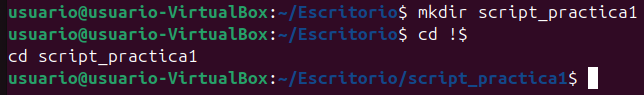 usuario@usuario-VirtualBox:~/Escritorio$ mkdir script_practica1
usuario@usuario-VirtualBox:~/Escritorio$ cd !$
cd script_practica1
usuario@usuario-VirtualBox:~/Escritorio/script_practica1$